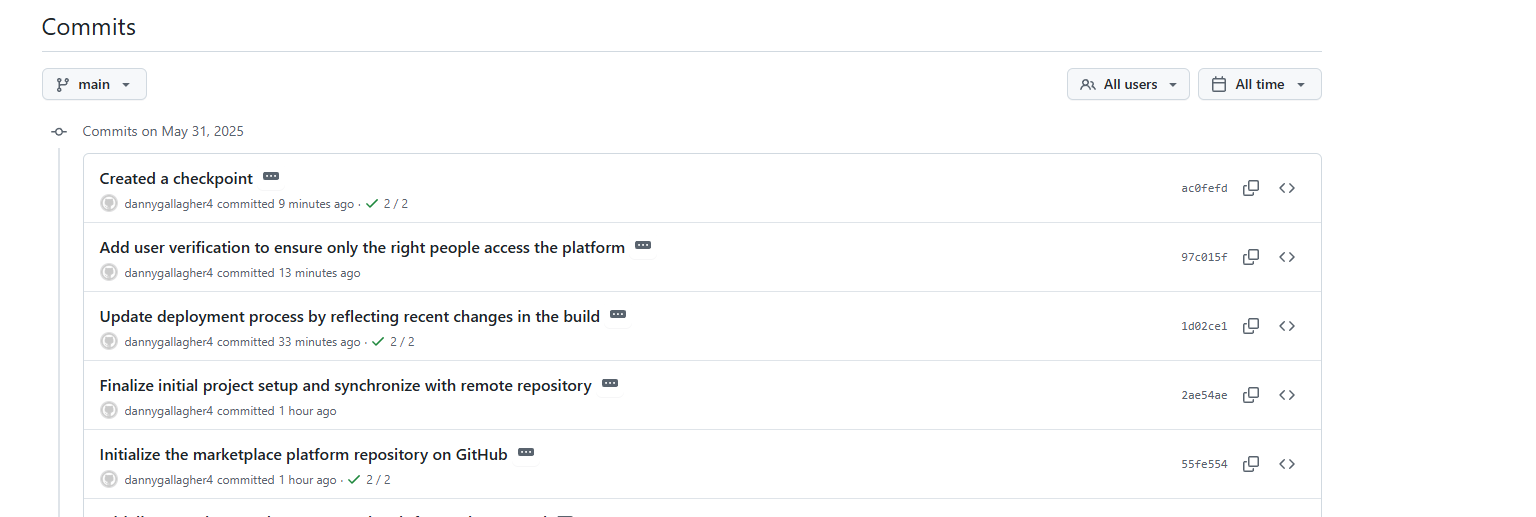 Commits
main
All users
All time
Commits on May 31, 2025
Created a checkpoint
ac0fefd
dannygallagher4 committed 9 minutes ago · 2 / 2
Add user verification to ensure only the right people access the platform
97c015f
dannygallagher4 committed 13 minutes ago
Update deployment process by reflecting recent changes in the build
1d02ce1
dannygallagher4 committed 33 minutes ago · 2 / 2
Finalize initial project setup and synchronize with remote repository
2ae54ae
dannygallagher4 committed 1 hour ago
Initialize the marketplace platform repository on GitHub
55fe554
dannygallagher4 committed 1 hour ago · 2 / 2